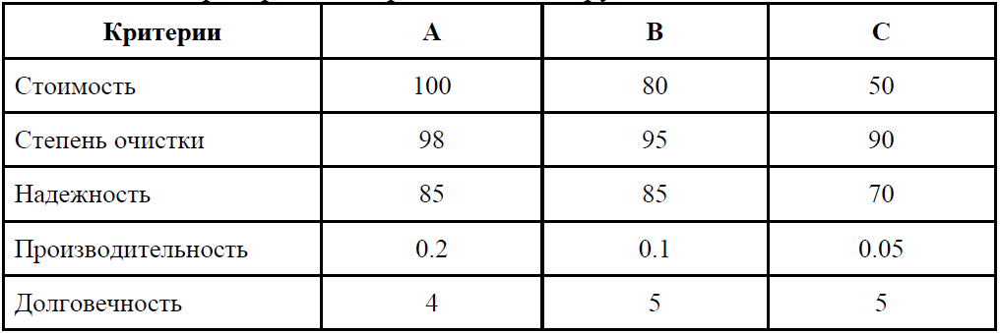 Критерии A B C
Стоимость 100 80 50
Степень очистки 98 95 90
Надежность 85 85 70
Производительность 0.2 0.1 0.05
Долговечность 4 5 5